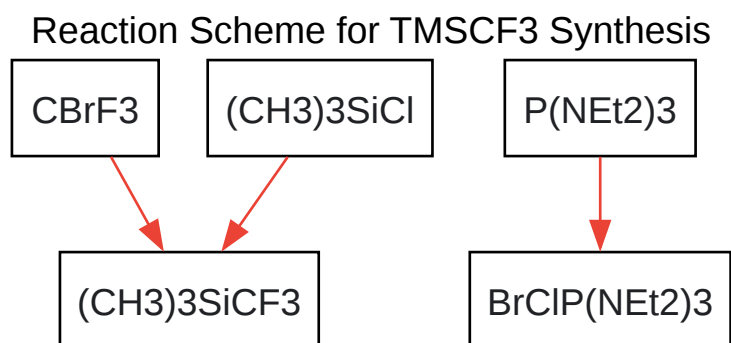 Reaction Scheme for TMSCF3 Synthesis
CBrF3
(CH3)3SiCl
P(NEt2)3
(CH3)3SiCF3
BrClP(NEt2)3